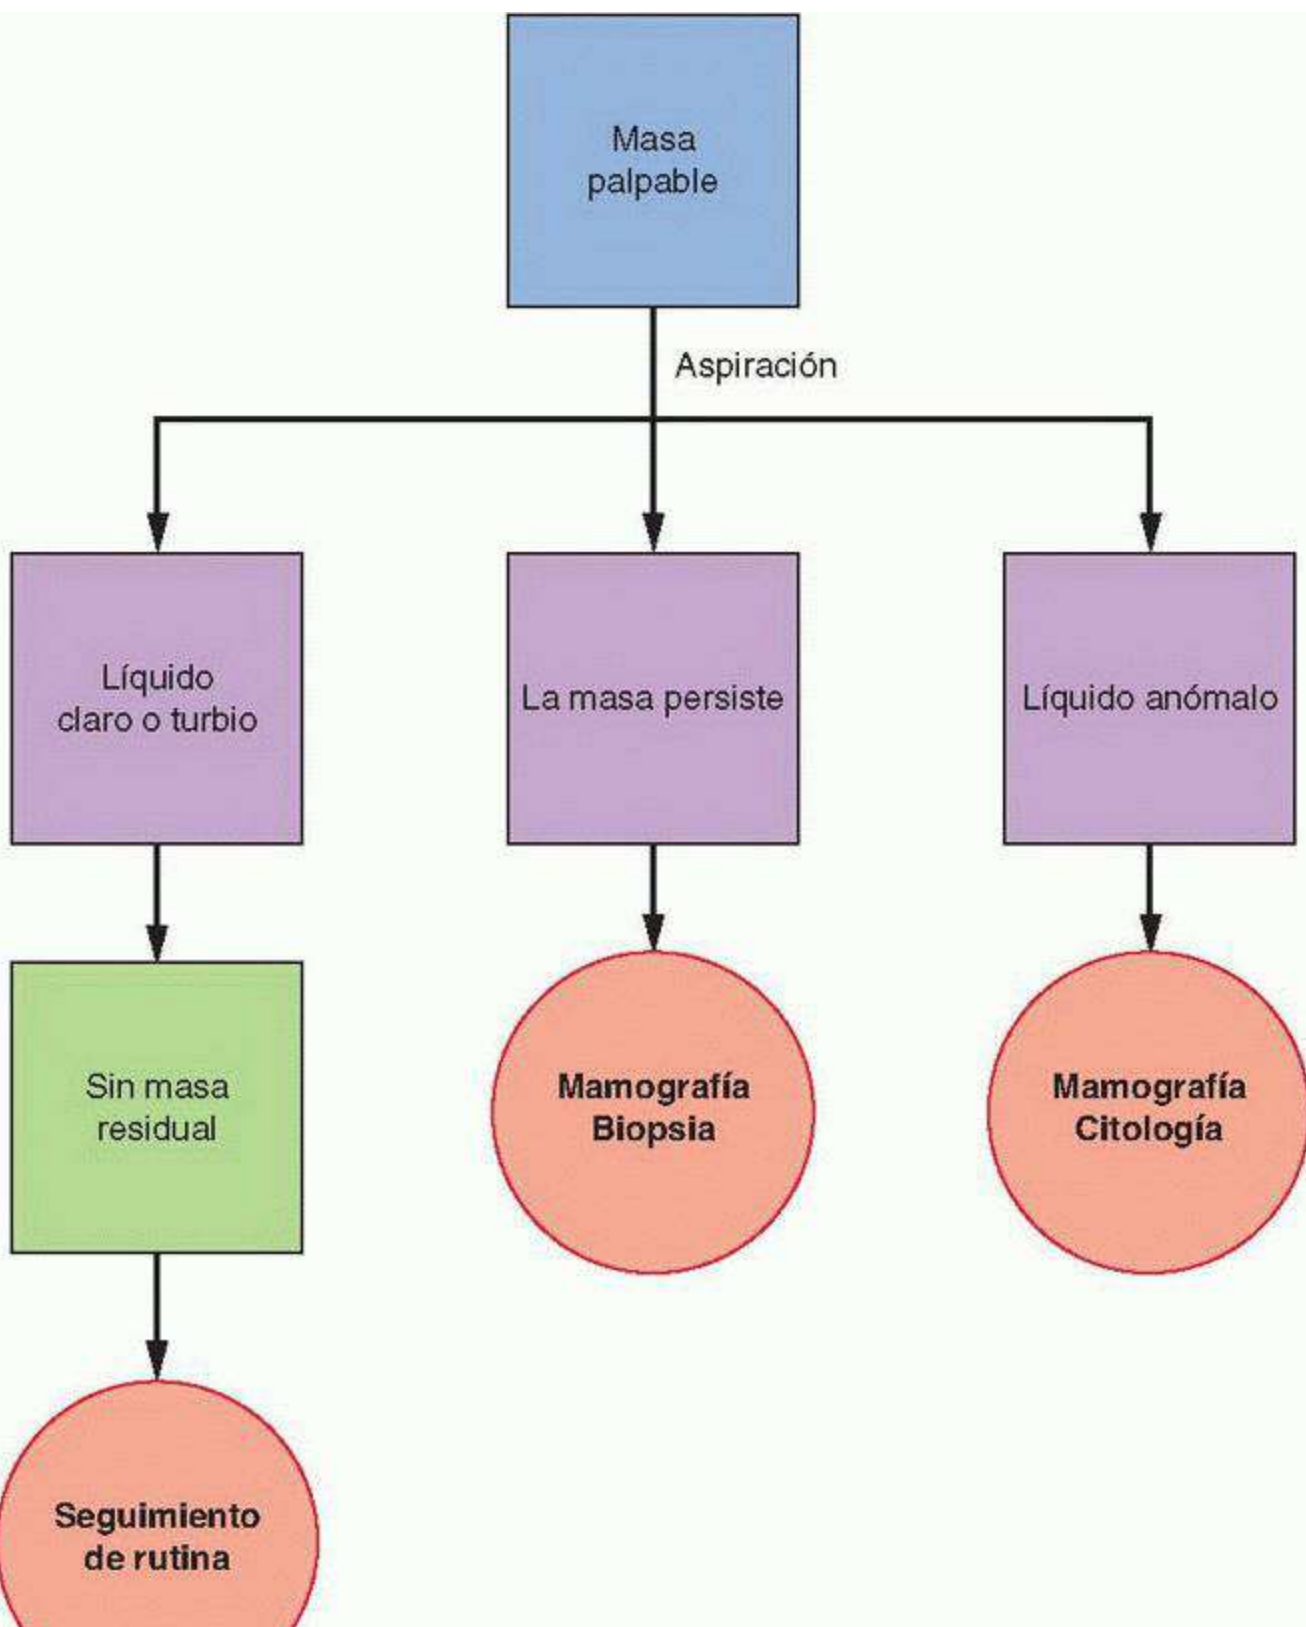 Masa
palpable
Aspiración
Líquido
claro o turbio
La masa persiste
Líquido anómalo
Sin masa
residual
Mamografía
Biopsia
Mamografía
Citología
Seguimiento
de rutina